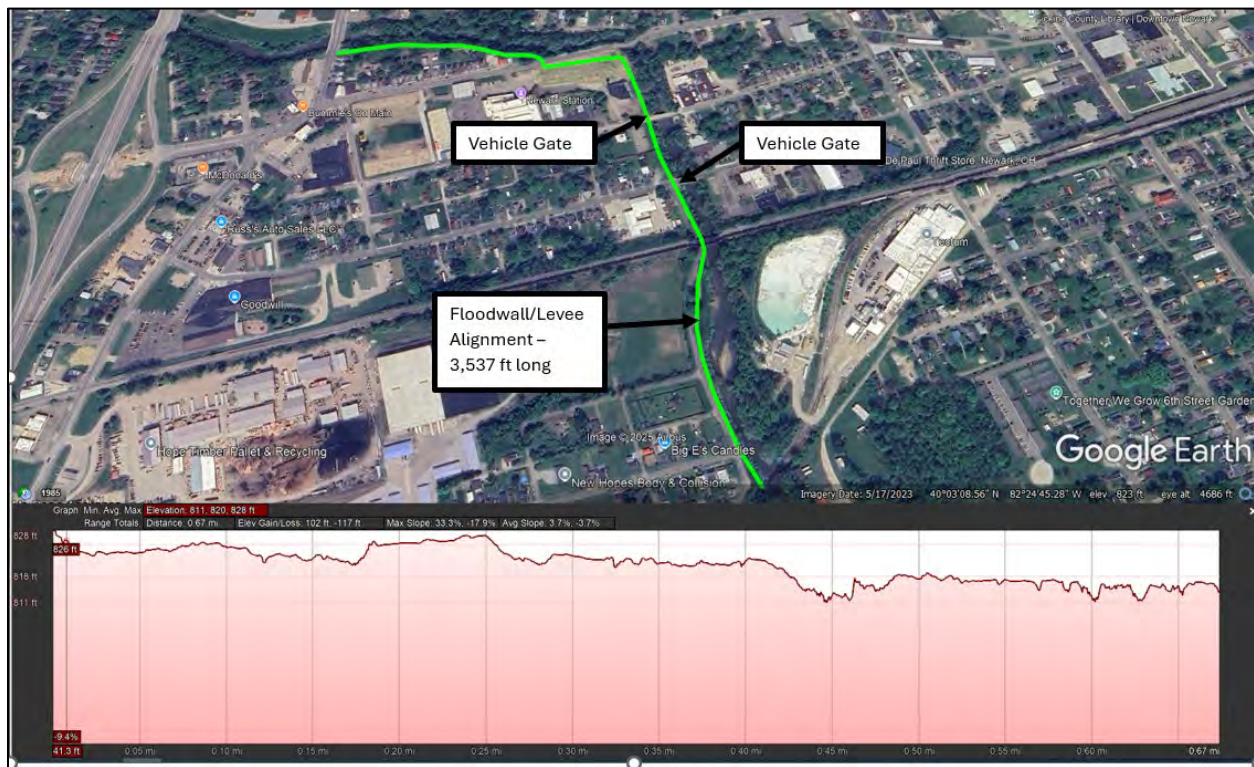 Licking County Library | Downtown Newark
Bummie's On Main
Newark Station
Vehicle Gate
Vehicle Gate
De Paul Thrift Store, Newark, OH
McDonald's
Russ's Auto Sales LLC
Tectum
Goodwill
Floodwall/Levee
Alignment –
3,537 ft long
Together We Grow 6th Street Garden
Image © 2025 Airbus
Big E's Candles
Hope Timber Pallet & Recycling
New Hopes Body & Collision
Google Earth
1985
Imagery Date: 5/17/2023 40°03'08.56" N 82°24'45.28" W elev 823 ft eye alt 4686 ft
Graph: Min, Avg, Max Elevation: 811, 820, 828 ft
Range Totals: Distance: 0.67 mi Elev Gain/Loss: 102 ft, -117 ft Max Slope: 33.3%, -17.9% Avg Slope: 3.7%, -3.7%
828 ft
826 ft
818 ft
811 ft
-9.4%
41.3 ft
0.05 mi
0.10 mi
0.15 mi
0.20 mi
0.25 mi
0.30 mi
0.35 mi
0.40 mi
0.45 mi
0.50 mi
0.55 mi
0.60 mi
0.67 mi